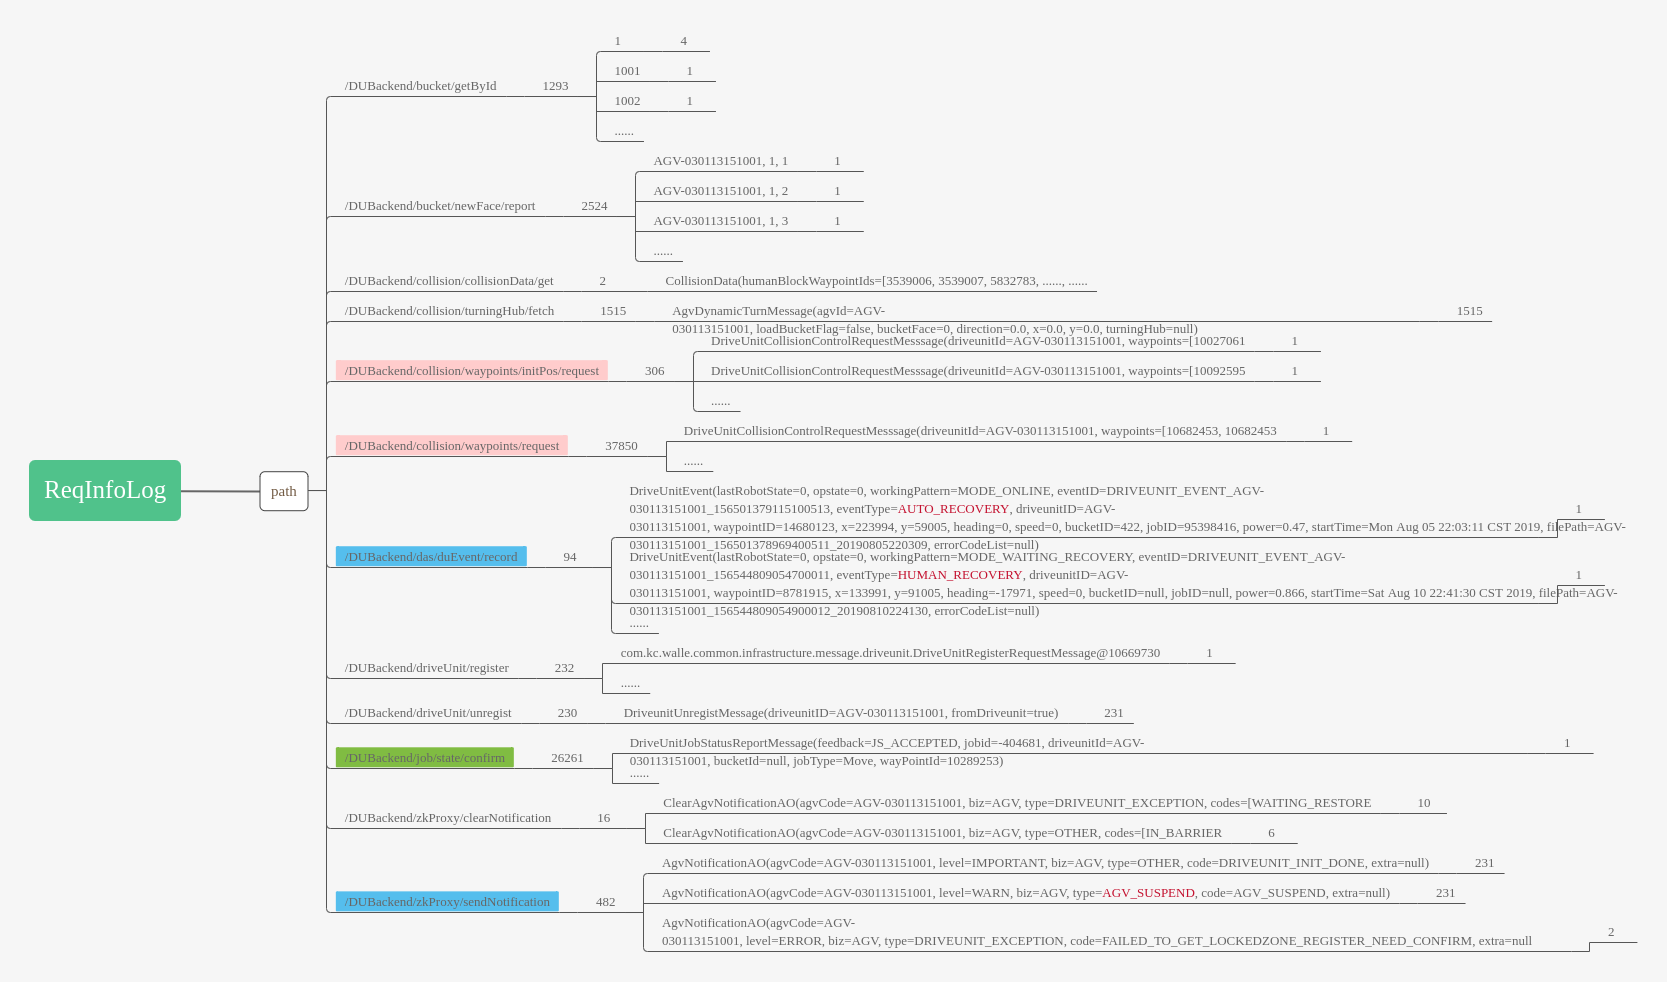 ReqInfoLog
path
/DUBackend/bucket/getById 1293
1 4
1001 1
1002 1
......
/DUBackend/bucket/newFace/report 2524
AGV-030113151001, 1, 1 1
AGV-030113151001, 1, 2 1
AGV-030113151001, 1, 3 1
......
/DUBackend/collision/collisionData/get 2 CollisionData(humanBlockWaypointIds=[3539006, 3539007, 5832783, ......, ......
/DUBackend/collision/turningHub/fetch 1515 AgvDynamicTurnMessage(agvId=AGV- 1515
030113151001, loadBucketFlag=false, bucketFace=0, direction=0.0, x=0.0, y=0.0, turningHub=null)
/DUBackend/collision/waypoints/initPos/request 306
DriveUnitCollisionControlRequestMesssage(driveunitId=AGV-030113151001, waypoints=[10027061 1
DriveUnitCollisionControlRequestMesssage(driveunitId=AGV-030113151001, waypoints=[10092595 1
......
/DUBackend/collision/waypoints/request 37850
DriveUnitCollisionControlRequestMesssage(driveunitId=AGV-030113151001, waypoints=[10682453, 10682453 1
......
/DUBackend/das/duEvent/record 94
DriveUnitEvent(lastRobotState=0, opstate=0, workingPattern=MODE_ONLINE, eventID=DRIVEUNIT_EVENT_AGV-
030113151001_156501379115100513, eventType=AUTO_RECOVERY, driveunitID=AGV-
030113151001, waypointID=14680123, x=223994, y=59005, heading=0, speed=0, bucketID=422, jobID=95398416, power=0.47, startTime=Mon Aug 05 22:03:11 CST 2019, filePath=AGV-
030113151001_156501378969400511_20190805220309, errorCodeList=null)
1
DriveUnitEvent(lastRobotState=0, opstate=0, workingPattern=MODE_WAITING_RECOVERY, eventID=DRIVEUNIT_EVENT_AGV-
030113151001_156544809054700011, eventType=HUMAN_RECOVERY, driveunitID=AGV-
030113151001, waypointID=8781915, x=133991, y=91005, heading=-17971, speed=0, bucketID=null, jobID=null, power=0.866, startTime=Sat Aug 10 22:41:30 CST 2019, filePath=AGV-
030113151001_156544809054900012_20190810224130, errorCodeList=null)
1
......
/DUBackend/driveUnit/register 232
com.kc.walle.common.infrastructure.message.driveunit.DriveUnitRegisterRequestMessage@10669730 1
......
/DUBackend/driveUnit/unregist 230 DriveunitUnregistMessage(driveunitID=AGV-030113151001, fromDriveunit=true) 231
/DUBackend/job/state/confirm 26261
DriveUnitJobStatusReportMessage(feedback=JS_ACCEPTED, jobid=-404681, driveunitId=AGV- 1
030113151001, bucketId=null, jobType=Move, wayPointId=10289253)
......
/DUBackend/zkProxy/clearNotification 16
ClearAgvNotificationAO(agvCode=AGV-030113151001, biz=AGV, type=DRIVEUNIT_EXCEPTION, codes=[WAITING_RESTORE 10
ClearAgvNotificationAO(agvCode=AGV-030113151001, biz=AGV, type=OTHER, codes=[IN_BARRIER 6
/DUBackend/zkProxy/sendNotification 482
AgvNotificationAO(agvCode=AGV-030113151001, level=IMPORTANT, biz=AGV, type=OTHER, code=DRIVEUNIT_INIT_DONE, extra=null) 231
AgvNotificationAO(agvCode=AGV-030113151001, level=WARN, biz=AGV, type=AGV_SUSPEND, code=AGV_SUSPEND, extra=null) 231
AgvNotificationAO(agvCode=AGV-
030113151001, level=ERROR, biz=AGV, type=DRIVEUNIT_EXCEPTION, code=FAILED_TO_GET_LOCKEDZONE_REGISTER_NEED_CONFIRM, extra=null
2